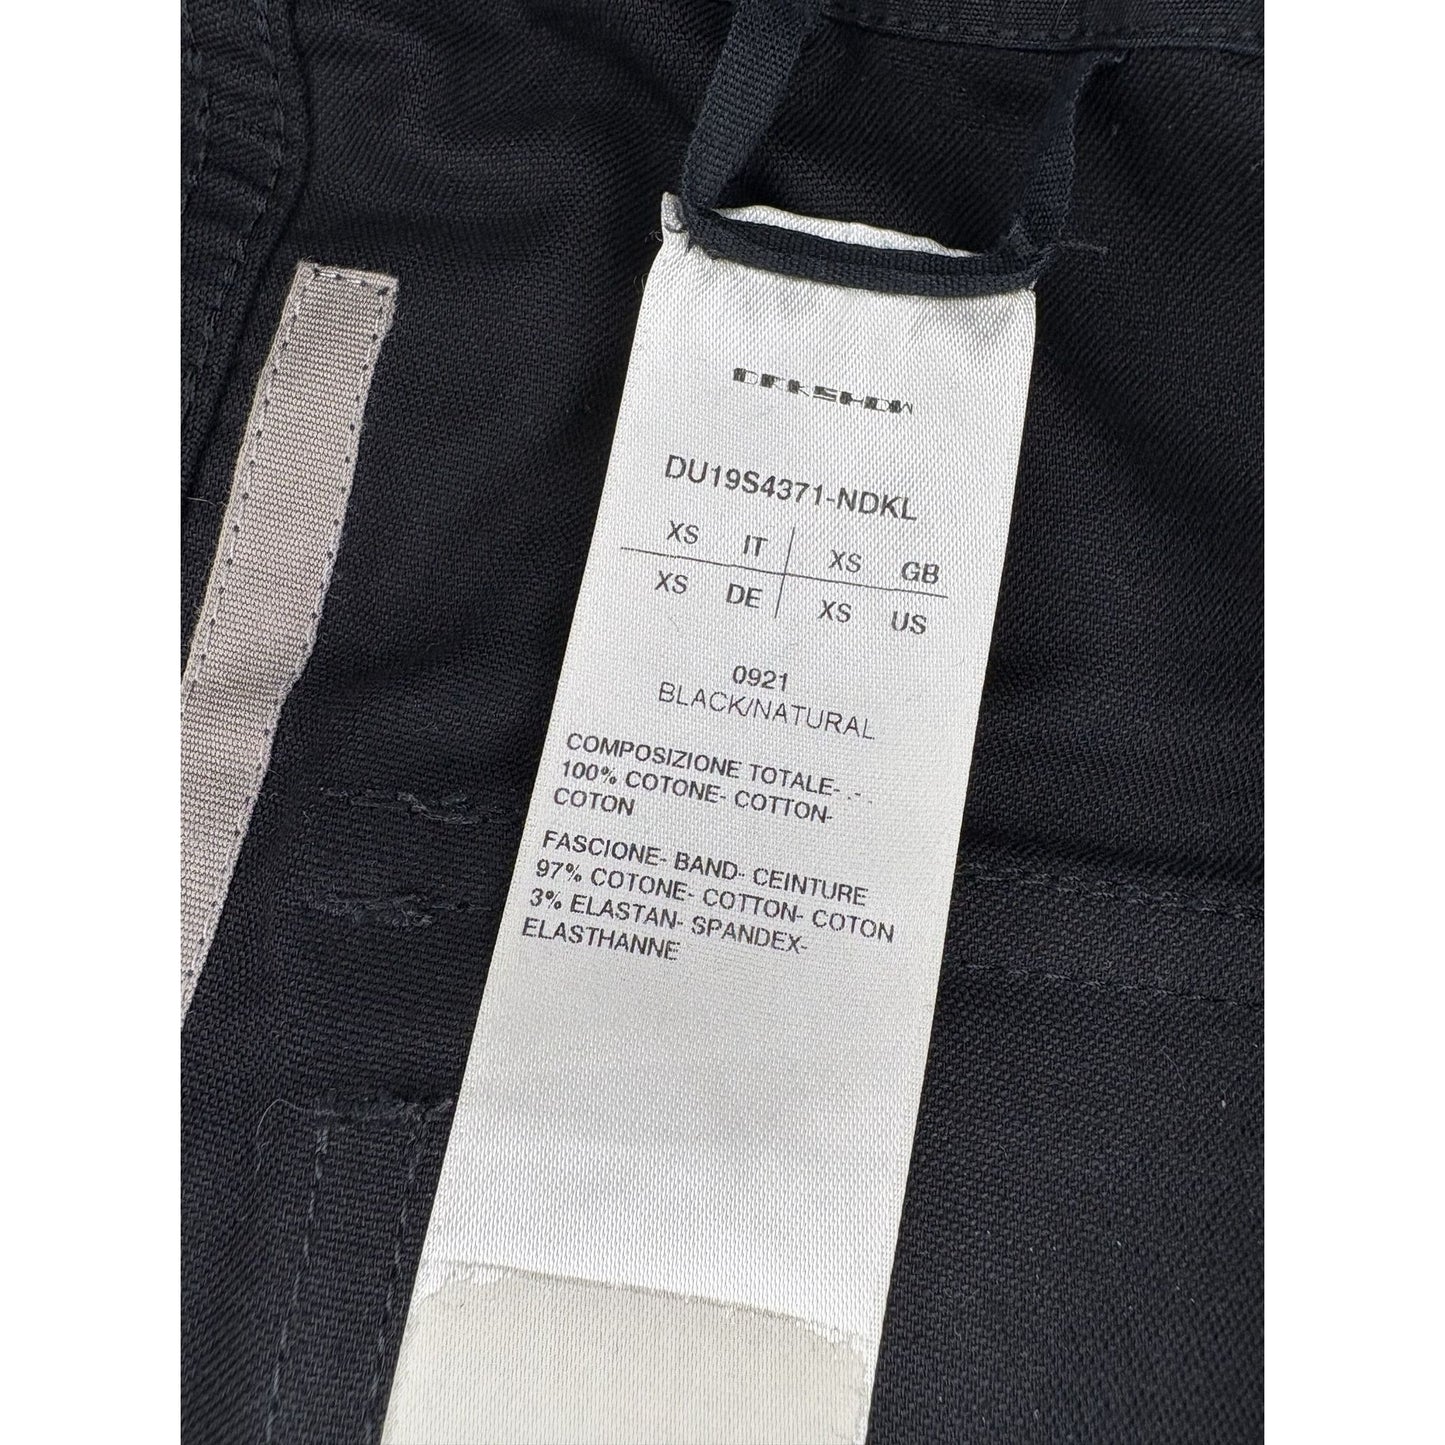 DRKSHDW
DU19S4371-NDKL
XS IT XS GB
XS DE XS US
0921
BLACK/NATURAL
COMPOSIZIONE TOTALE- .- .
100% COTONE- COTTON-
COTON
FASCIONE- BAND- CEINTURE
97% COTONE- COTTON- COTON
3% ELASTAN- SPANDEX-
ELASTHANNE